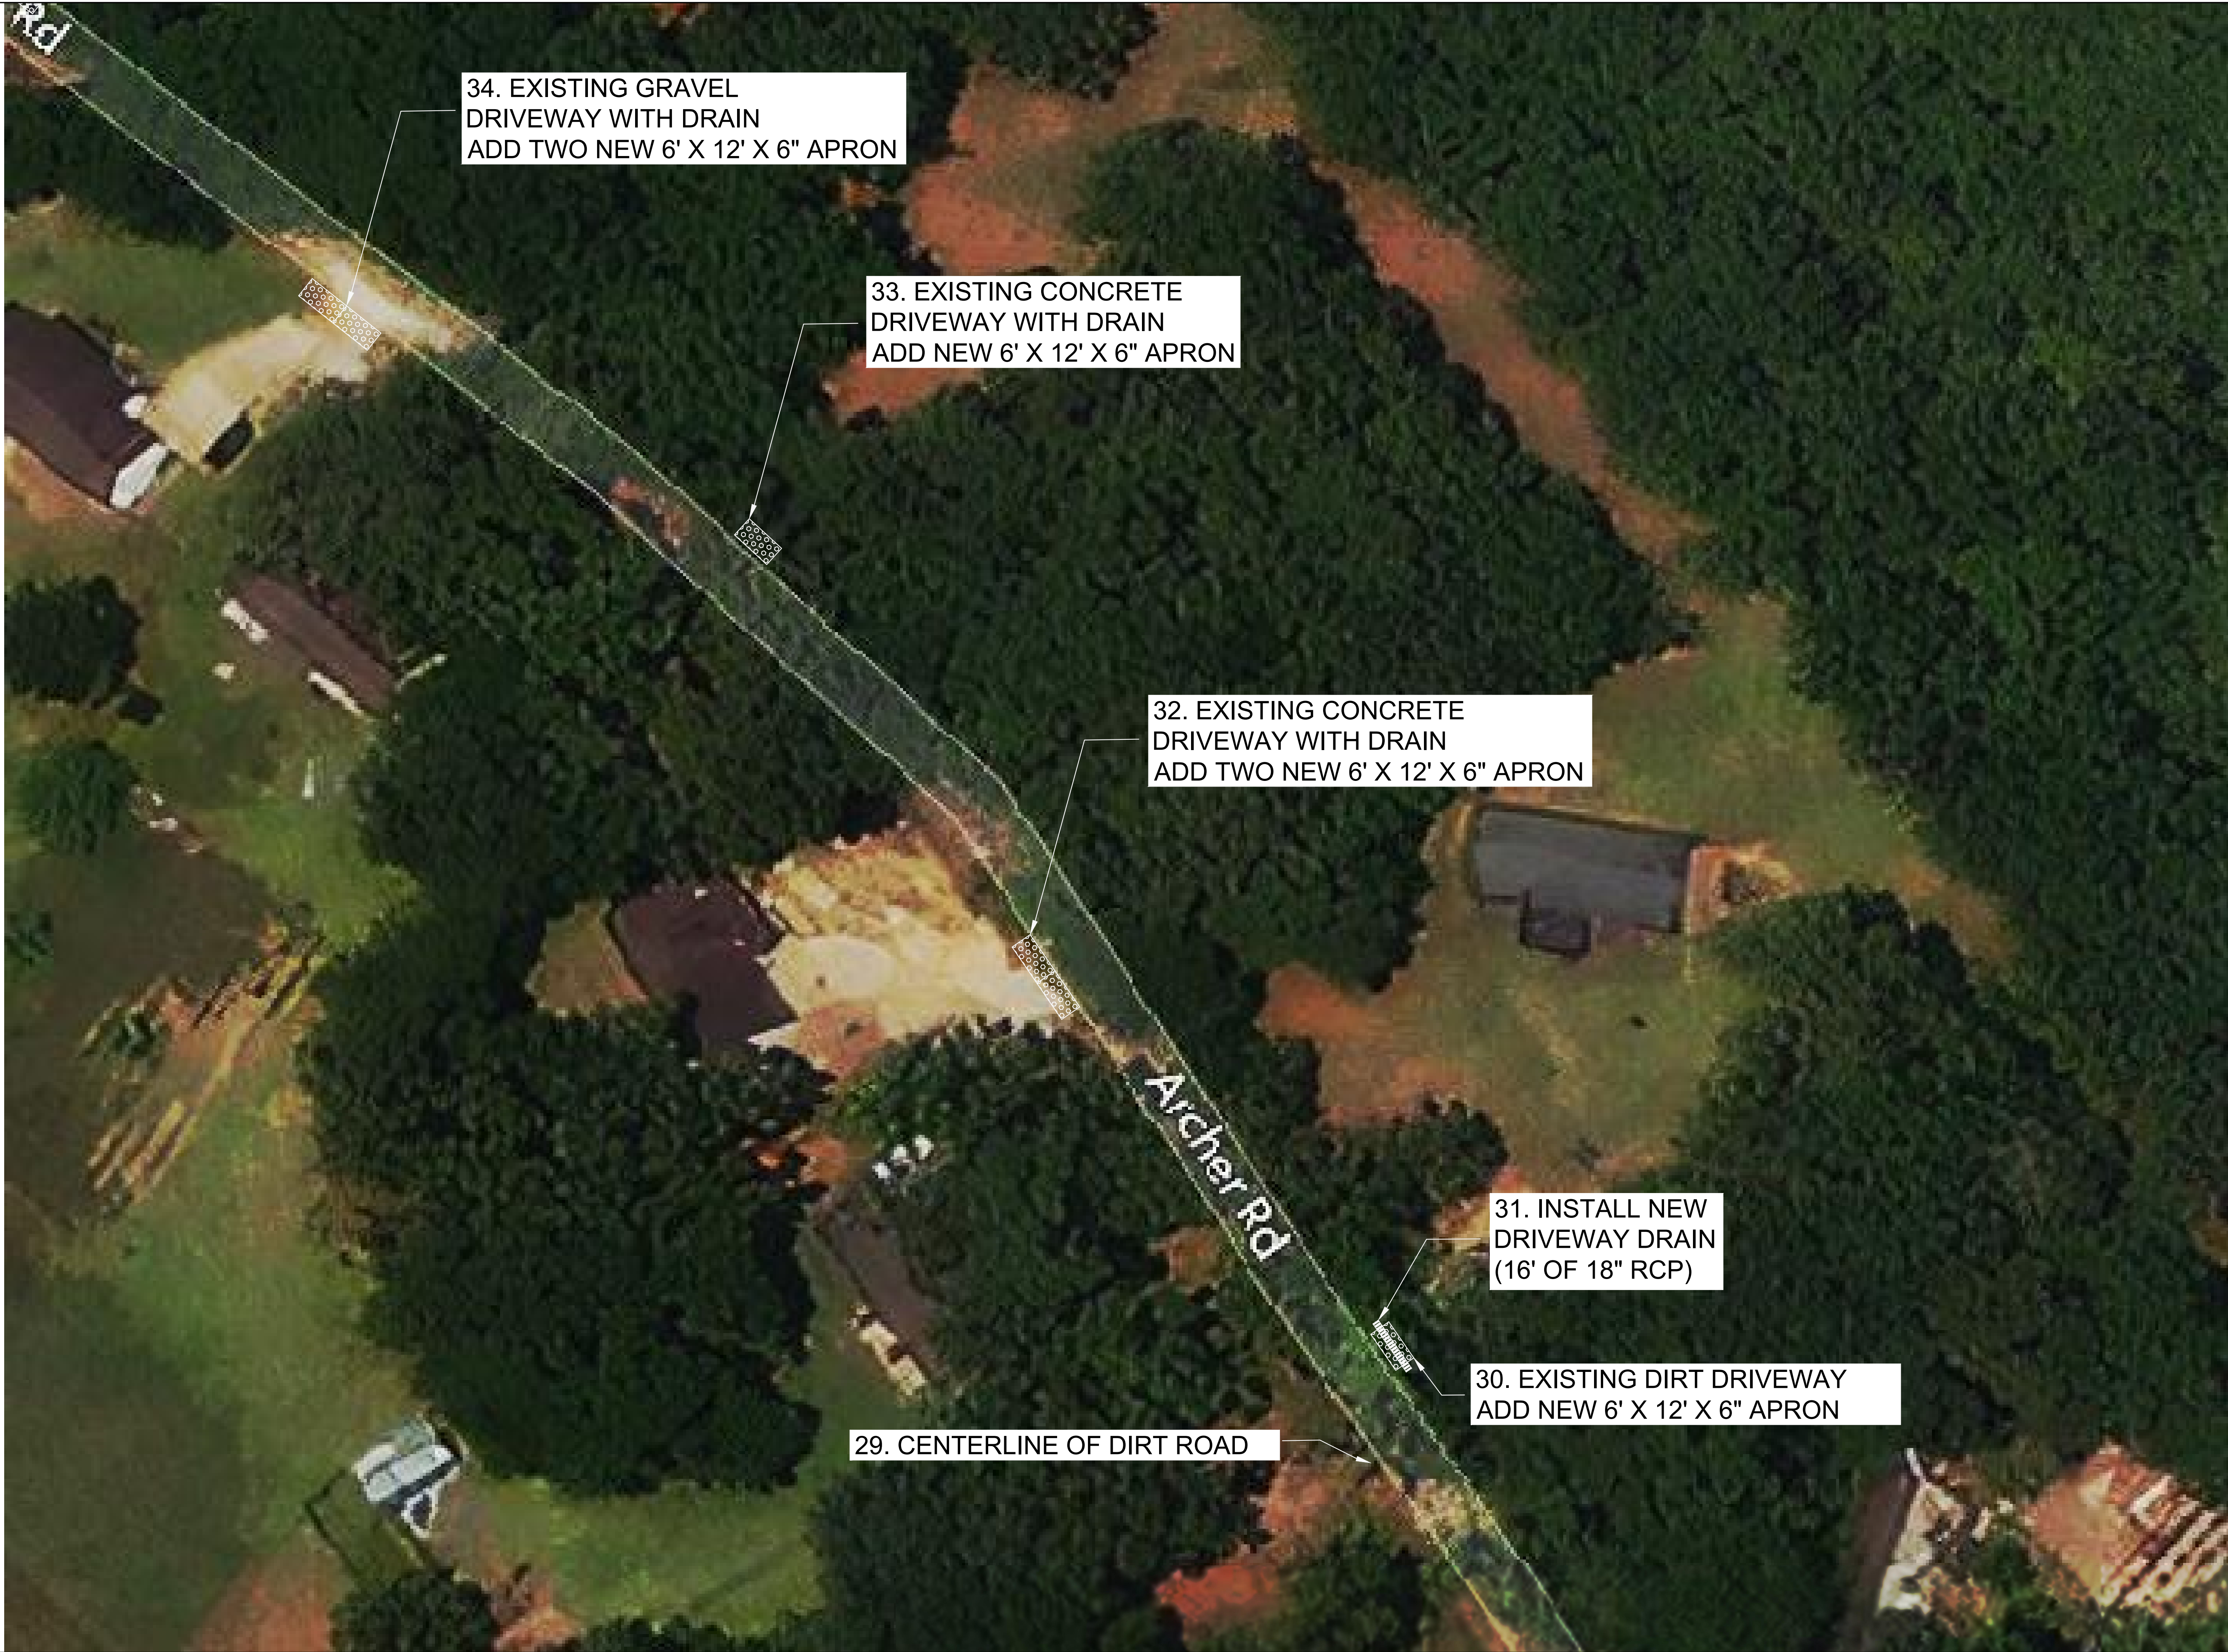 Rd
34. EXISTING GRAVEL
DRIVEWAY WITH DRAIN
ADD TWO NEW 6' X 12' X 6" APRON
33. EXISTING CONCRETE
DRIVEWAY WITH DRAIN
ADD NEW 6' X 12' X 6" APRON
32. EXISTING CONCRETE
DRIVEWAY WITH DRAIN
ADD TWO NEW 6' X 12' X 6" APRON
Archer Rd
31. INSTALL NEW
DRIVEWAY DRAIN
(16' OF 18" RCP)
30. EXISTING DIRT DRIVEWAY
ADD NEW 6' X 12' X 6" APRON
29. CENTERLINE OF DIRT ROAD